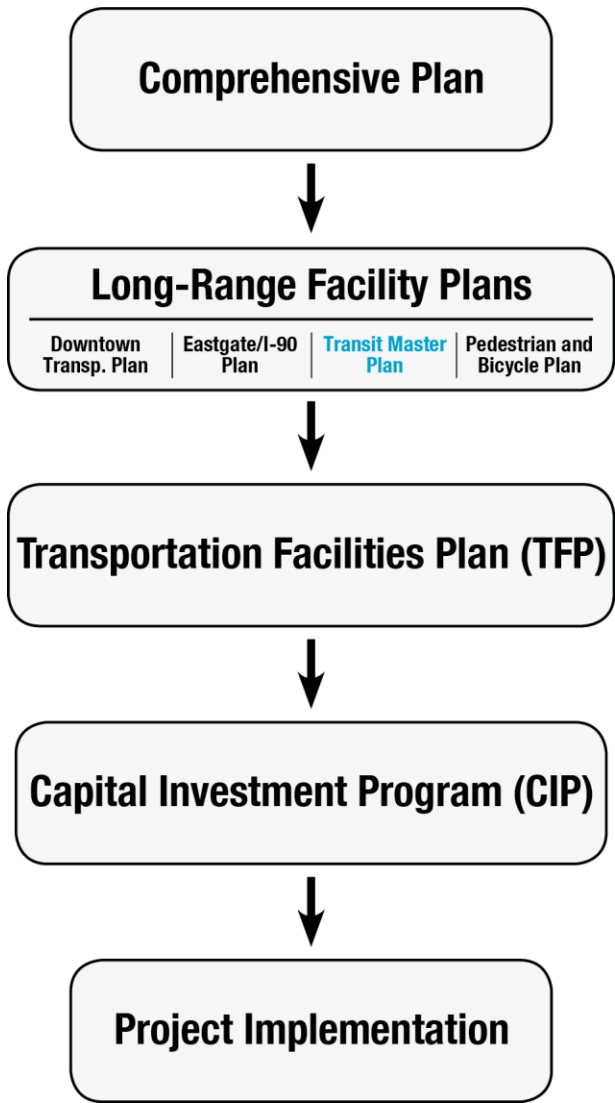 Comprehensive Plan
Long-Range Facility Plans
Downtown Transp. Plan
Eastgate/I-90 Plan
Transit Master Plan
Pedestrian and Bicycle Plan
Transportation Facilities Plan (TFP)
Capital Investment Program (CIP)
Project Implementation